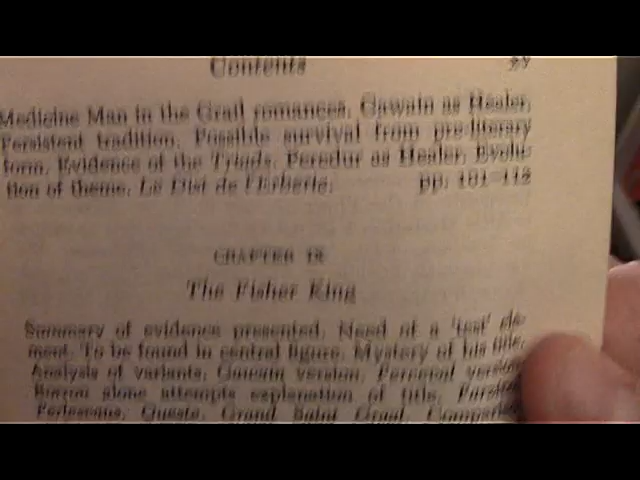 Contents
Medicine Man in the Grail romances. Gawain as Healer.
Persistent tradition. Possible survival from pre-literary
form. Evidence of the Triads. Peredur as Healer. Evolu-
tion of theme. Le Dist de l'Erberie. pp. 101-112
CHAPTER IX
The Fisher King
Summary of evidence presented. Need of a 'test' ele-
ment. To be found in central figure. Mystery of his title.
Analysis of variants. Gawain version. Perceval version.
Borron alone attempts explanation of title. Parzival.
Perlesvaus. Queste. Grand Saint Graal.